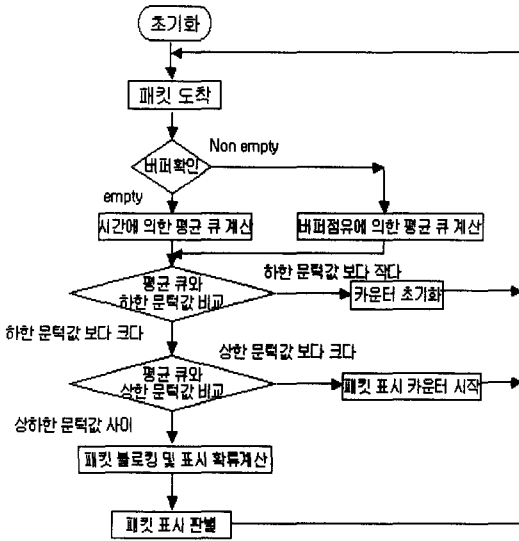 초기화
패킷 도착
버퍼확인
Non empty
empty
시간에 의한 평균 큐 계산
버퍼점유에 의한 평균 큐 계산
평균 큐와
하한 문턱값 비교
하한 문턱값 보다 작다
카운터 초기화
하한 문턱값 보다 크다
상한 문턱값 보다 크다
평균 큐와
상한 문턱값 비교
패킷 표시 카운터 시작
상하한 문턱값 사이
패킷 블로킹 및 표시 확류계산
패킷 표시 판별